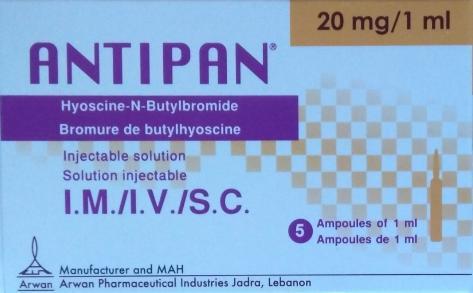 20 mg/1 ml
ANTIPAN®
Hyoscine-N-Butylbromide
Bromure de butylhyoscine
Injectable solution
Solution injectable
I.M./I.V./S.C.
5 Ampoules of 1 ml
Ampoules de 1 ml
Manufacturer and MAH
Arwan Arwan Pharmaceutical Industries Jadra, Lebanon